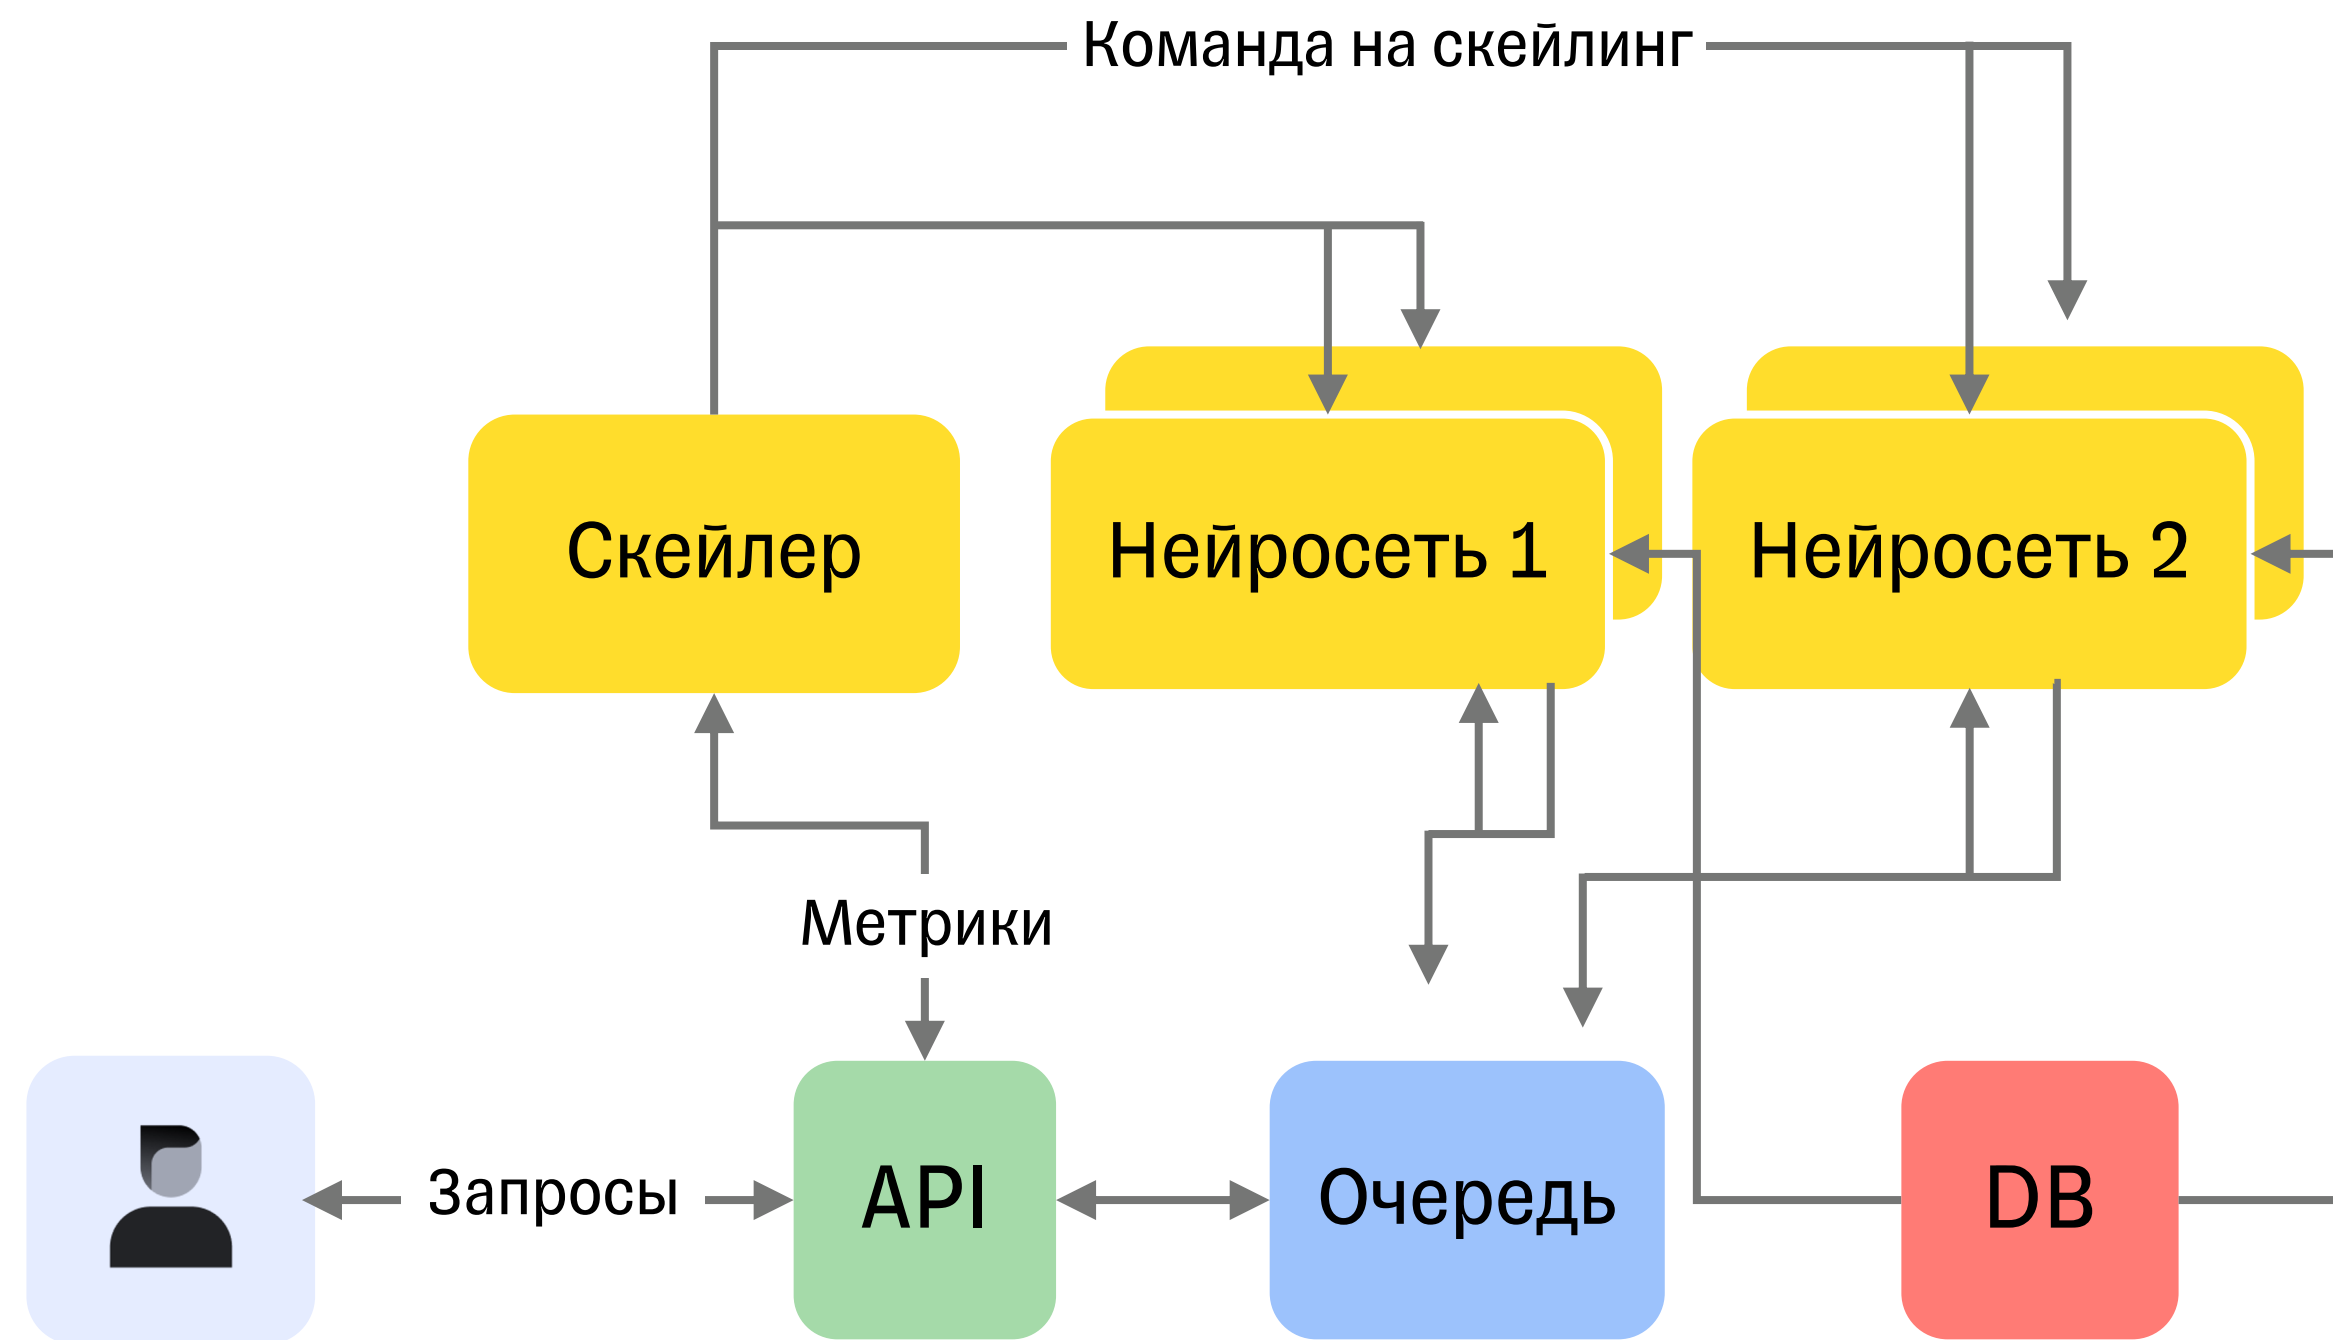 Команда на скейлинг
Скейлер
Нейросеть 1
Нейросеть 2
Метрики
Запросы
API
Очередь
DB